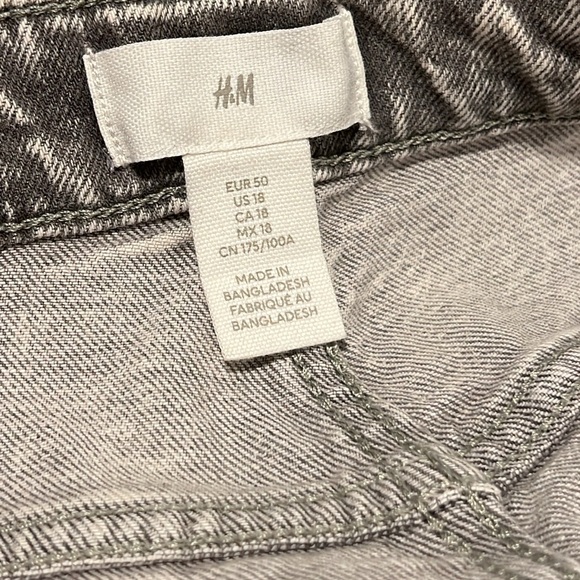 H&M
EUR 50
US 18
CA 18
MX 18
CN 175/100A
MADE IN
BANGLADESH
FABRIQUÉ AU
BANGLADESH